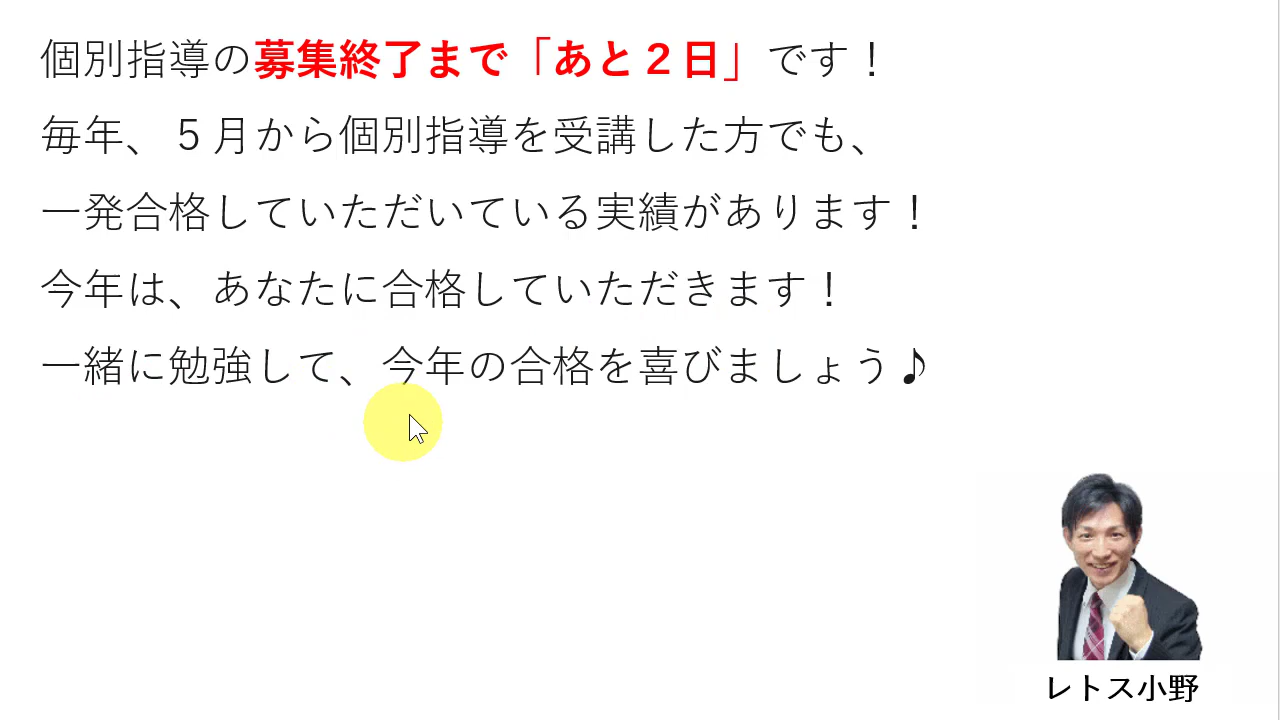 個別指導の募集終了まで「あと２日」です！
毎年、５月から個別指導を受講した方でも、
一発合格していただいている実績があります！
今年は、あなたに合格していただきます！
一緒に勉強して、今年の合格を喜びましょう♪
レトス小野